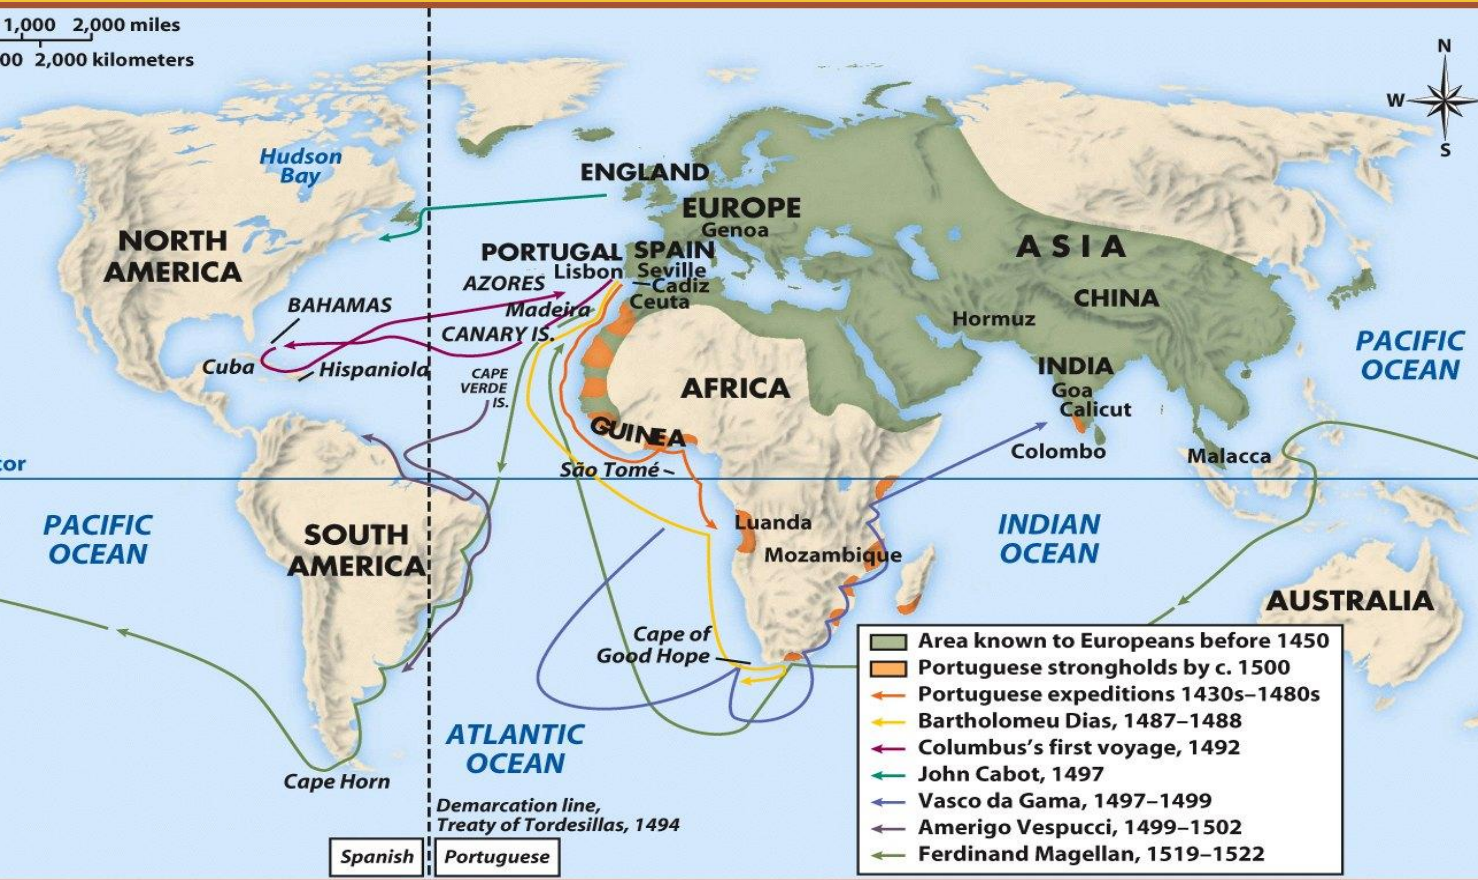 1,000 2,000 miles
00 2,000 kilometers
N
W
S
Hudson
Bay
ENGLAND
EUROPE
Genoa
NORTH
AMERICA
PORTUGAL SPAIN
Lisbon Seville
Cadiz
Ceuta
AZORES
Madeira
CANARY IS.
BAHAMAS
Cuba
Hispaniola
CAPE
VERDE
IS.
ASIA
CHINA
Hormuz
INDIA
Goa
Calicut
Colombo
Malacca
PACIFIC
OCEAN
AFRICA
GUINEA
São Tomé
tor
PACIFIC
OCEAN
SOUTH
AMERICA
Luanda
Mozambique
INDIAN
OCEAN
AUSTRALIA
Cape of
Good Hope
ATLANTIC
OCEAN
Cape Horn
Demarcation line,
Treaty of Tordesillas, 1494
Spanish
Portuguese
Area known to Europeans before 1450
Portuguese strongholds by c. 1500
Portuguese expeditions 1430s–1480s
Bartholomeu Dias, 1487–1488
Columbus's first voyage, 1492
John Cabot, 1497
Vasco da Gama, 1497–1499
Amerigo Vespucci, 1499–1502
Ferdinand Magellan, 1519–1522